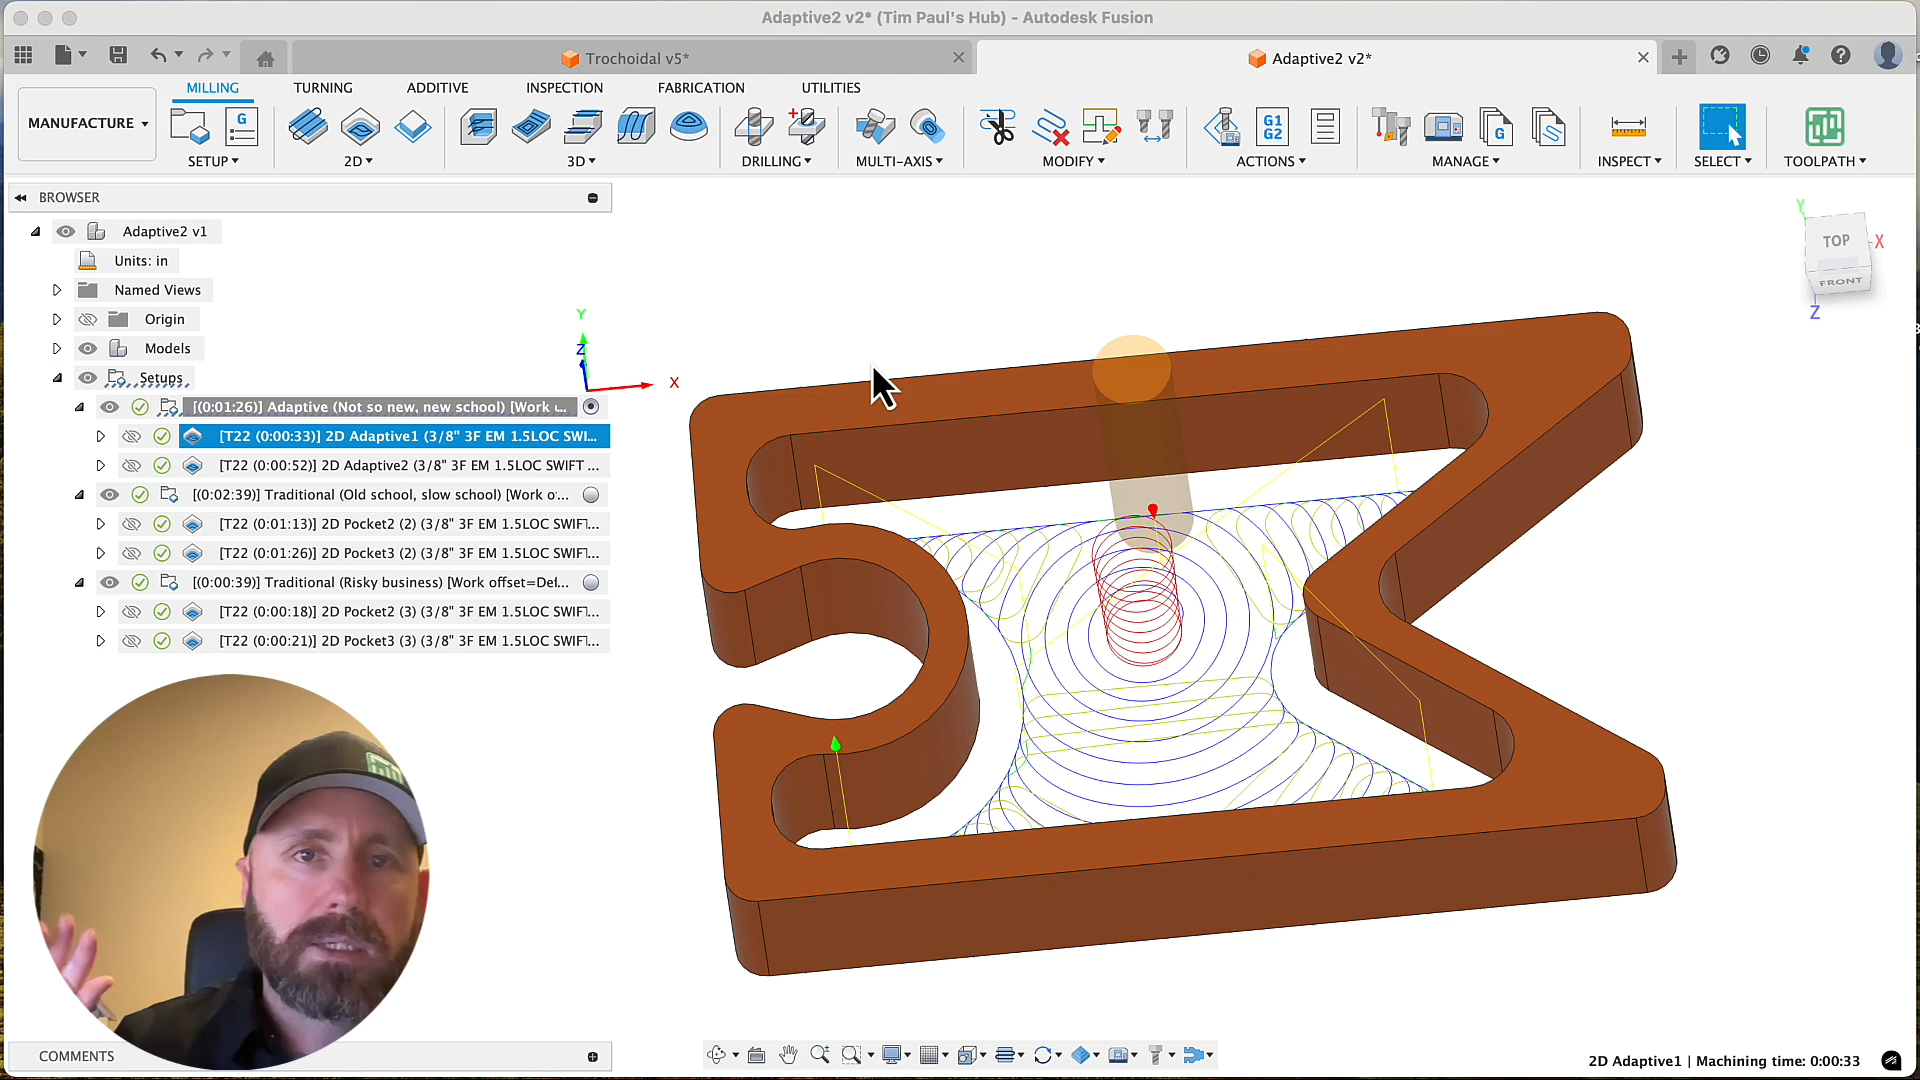 Adaptive2 v2* (Tim Paul's Hub) - Autodesk Fusion
Trochoidal v5*
Adaptive2 v2*
MILLING TURNING ADDITIVE INSPECTION FABRICATION UTILITIES
MANUFACTURE
SETUP
2D
3D
DRILLING
MULTI-AXIS
MODIFY
G1
G2
ACTIONS
MANAGE
INSPECT
SELECT
TOOLPATH
BROWSER
Adaptive2 v1
Units: in
Named Views
Origin
Models
Setups
[(0:01:26)] Adaptive (Not so new, new school) [Work o...
[T22 (0:00:33)] 2D Adaptive1 (3/8" 3F EM 1.5LOC SWI...
[T22 (0:00:52)] 2D Adaptive2 (3/8" 3F EM 1.5LOC SWIFT ...
[(0:02:39)] Traditional (Old school, slow school) [Work o...
[T22 (0:01:13)] 2D Pocket2 (2) (3/8" 3F EM 1.5LOC SWIFT...
[T22 (0:01:26)] 2D Pocket3 (2) (3/8" 3F EM 1.5LOC SWIFT...
[(0:00:39)] Traditional (Risky business) [Work offset=Def...
[T22 (0:00:18)] 2D Pocket2 (3) (3/8" 3F EM 1.5LOC SWIFT...
[T22 (0:00:21)] 2D Pocket3 (3) (3/8" 3F EM 1.5LOC SWIFT...
Y
Z
X
Y
TOP
X
FRONT
Z
COMMENTS
2D Adaptive1 | Machining time: 0:00:33